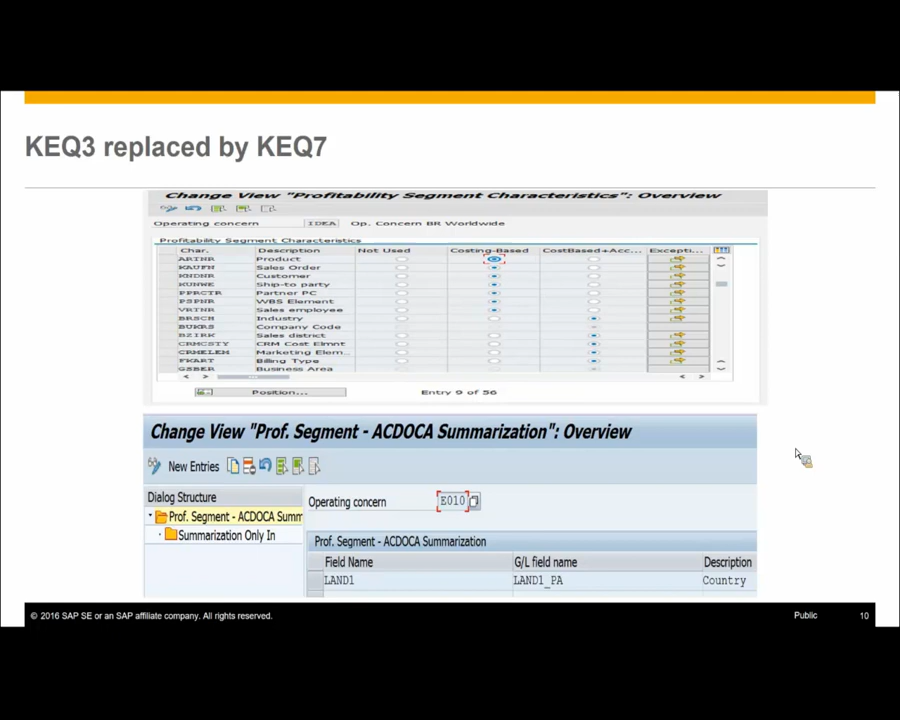 KEQ3 replaced by KEQ7
Change View "Profitability Segment Characteristics": Overview
Operating concern IDEA Op. Concern BR Worldwide
Profitability Segment Characteristics
Char. Description Not Used Costing-Based CostBased+Acc... Excepti...
ARTNR Product
KAUFN Sales Order
KNDNR Customer
KUNWE Ship-to party
PPRCTR Partner PC
PSPNR WBS Element
VRTNR Sales employee
BRSCH Industry
BUKRS Company Code
BZIRK Sales district
CRMCSTY CRM Cost Elmnt
CRMELEM Marketing Elem...
FKART Billing Type
GSBER Business Area
Position... Entry 9 of 56
Change View "Prof. Segment - ACDOCA Summarization": Overview
New Entries
Dialog Structure
Prof. Segment - ACDOCA Summ
Summarization Only In
Operating concern E010
Prof. Segment - ACDOCA Summarization
Field Name G/L field name Description
LAND1 LAND1_PA Country
© 2016 SAP SE or an SAP affiliate company. All rights reserved. Public 10